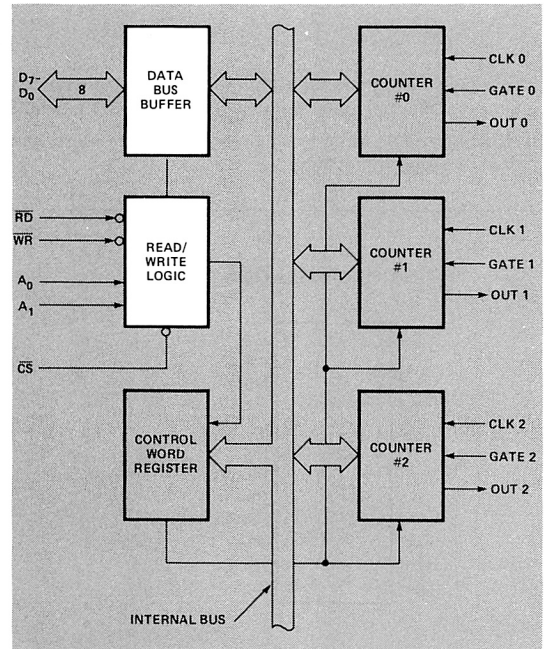 D7-
D0
8
DATA
BUS
BUFFER
COUNTER
#0
CLK 0
GATE 0
OUT 0
RD
WR
A0
A1
CS
READ/
WRITE
LOGIC
COUNTER
#1
CLK 1
GATE 1
OUT 1
CONTROL
WORD
REGISTER
COUNTER
#2
CLK 2
GATE 2
OUT 2
INTERNAL BUS